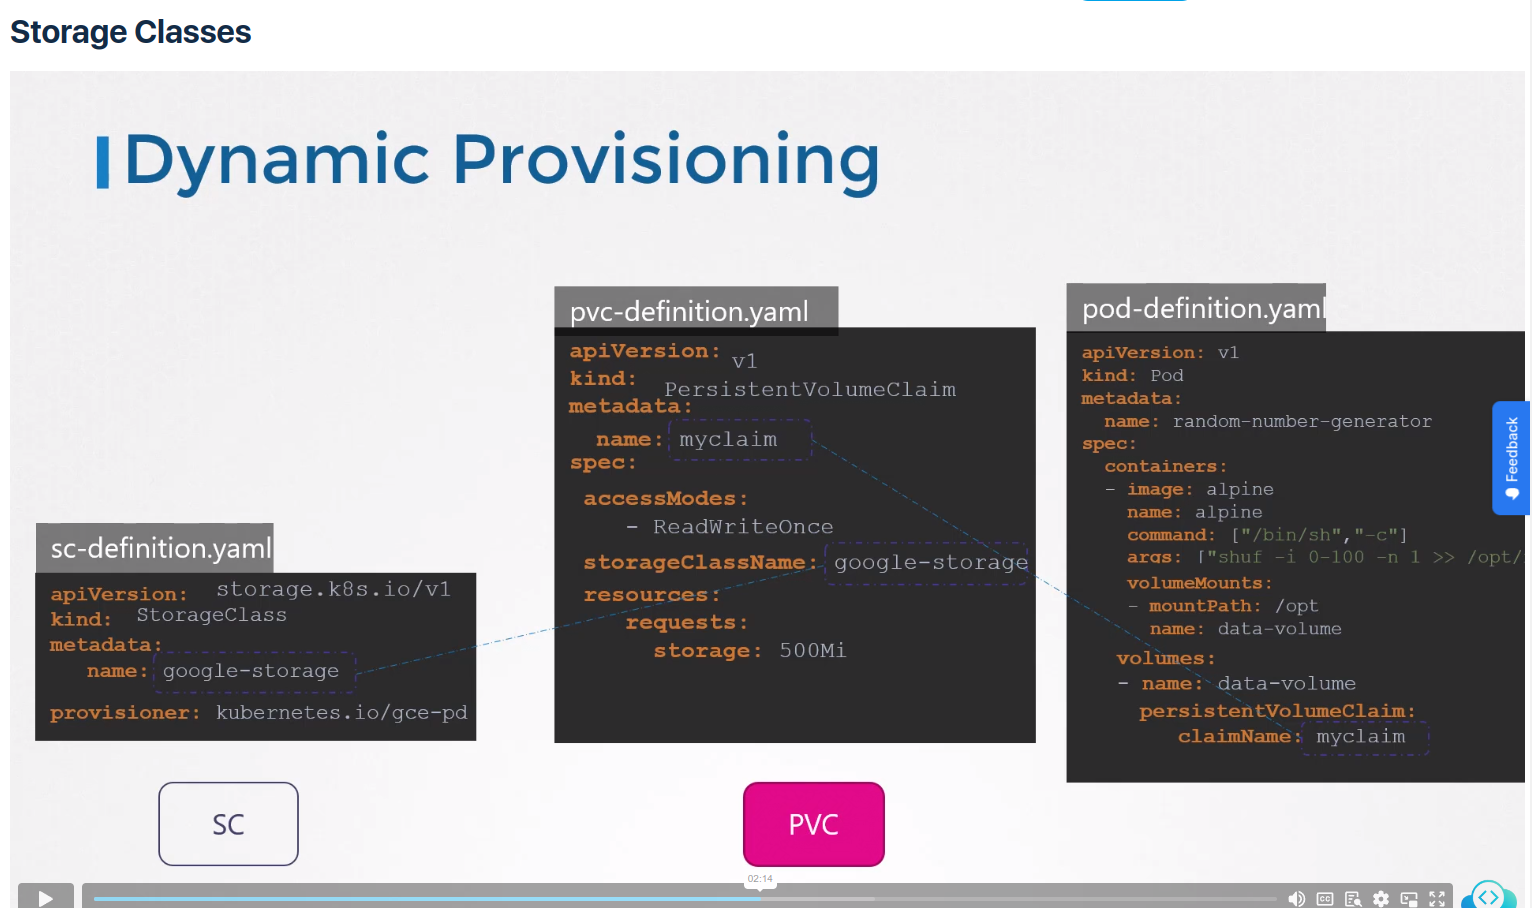 Storage Classes
Dynamic Provisioning
sc-definition.yaml
apiVersion: storage.k8s.io/v1
kind: StorageClass
metadata:
name: google-storage
provisioner: kubernetes.io/gce-pd
SC
pvc-definition.yaml
apiVersion: v1
kind: PersistentVolumeClaim
metadata:
name: myclaim
spec:
accessModes:
- ReadWriteOnce
storageClassName: google-storage
resources:
requests:
storage: 500Mi
PVC
pod-definition.yaml
apiVersion: v1
kind: Pod
metadata:
name: random-number-generator
spec:
containers:
- image: alpine
name: alpine
command: ["/bin/sh","-c"]
args: ["shuf -i 0-100 -n 1 >> /opt/
volumeMounts:
- mountPath: /opt
name: data-volume
volumes:
- name: data-volume
persistentVolumeClaim:
claimName: myclaim
Feedback
02:14
CC